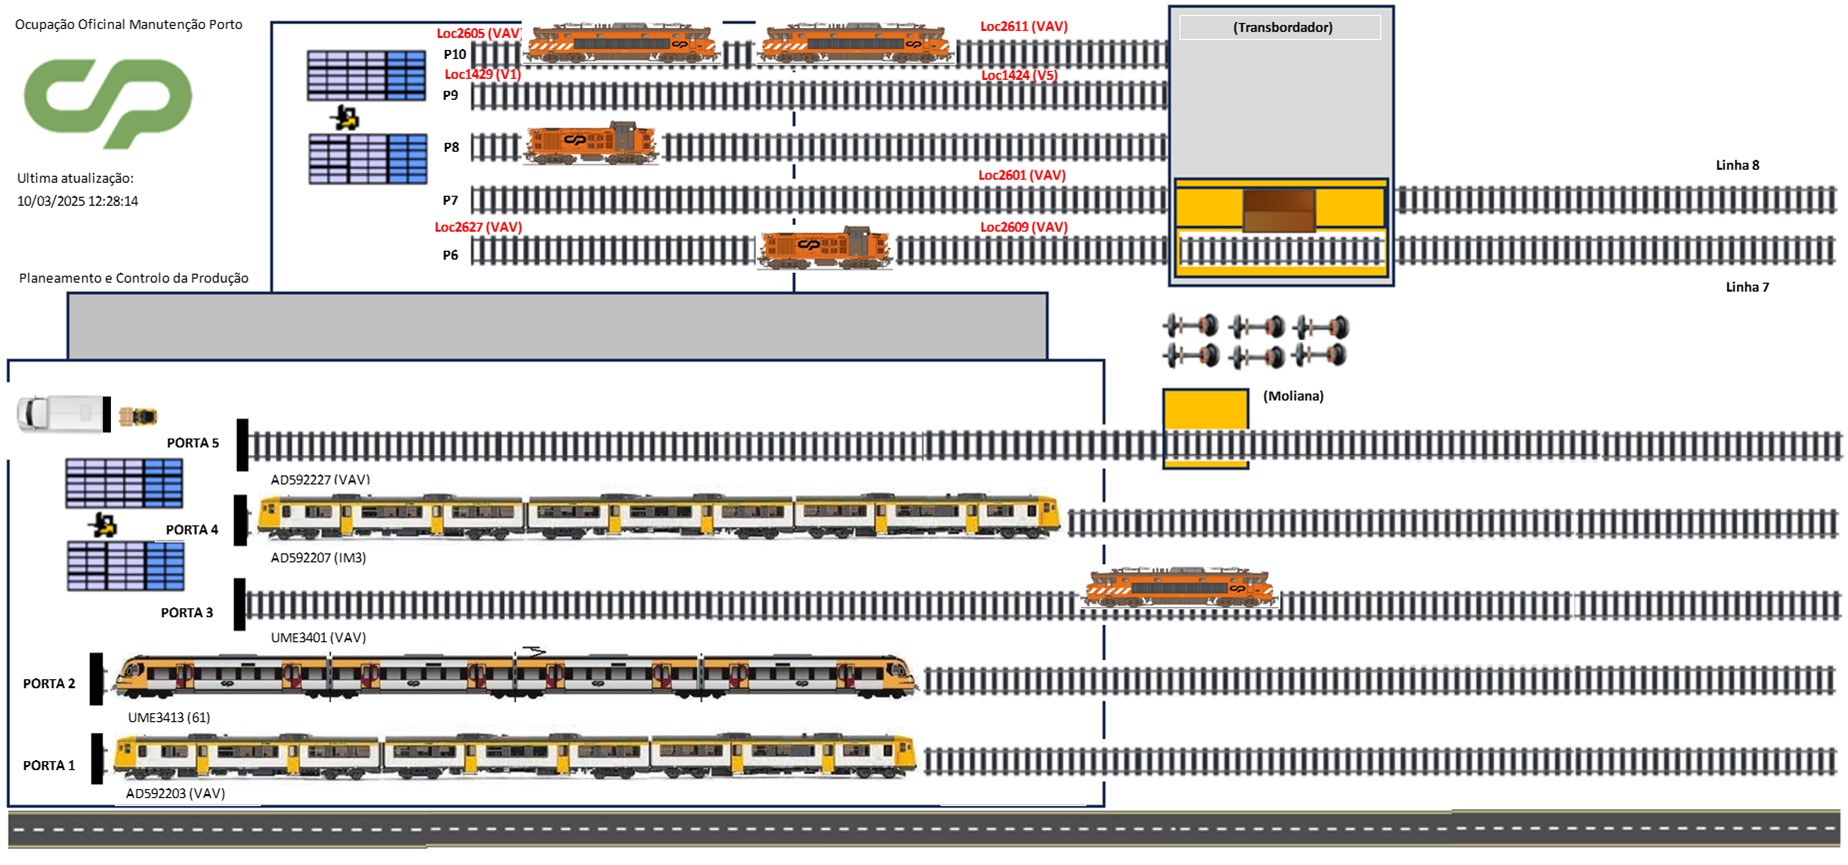 Ocupação Oficinal Manutenção Porto
Loc2605 (VAV)
Loc2611 (VAV)
(Transbordador)
P10
Loc1429 (V1)
Loc1424 (V5)
P9
P8
Ultima atualização:
10/03/2025 12:28:14
Loc2601 (VAV)
Linha 8
P7
Loc2627 (VAV)
Loc2609 (VAV)
P6
Planeamento e Controlo da Produção
Linha 7
(Moliana)
PORTA 5
AD592227 (VAV)
PORTA 4
AD592207 (IM3)
PORTA 3
UME3401 (VAV)
PORTA 2
UME3413 (61)
PORTA 1
AD592203 (VAV)